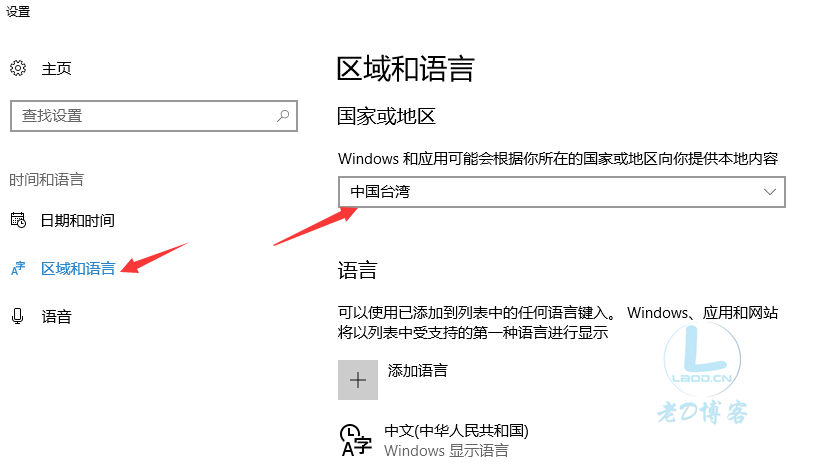 设置
主页
查找设置
时间和语言
日期和时间
区域和语言
语音
区域和语言
国家或地区
Windows 和应用可能会根据你所在的国家或地区向你提供本地内容
中国台湾
语言
可以使用已添加到列表中的任何语言键入。 Windows、应用和网站
将以列表中受支持的第一种语言进行显示
添加语言
中文(中华人民共和国)
Windows 显示语言
L
LAOD.CN
老D博客